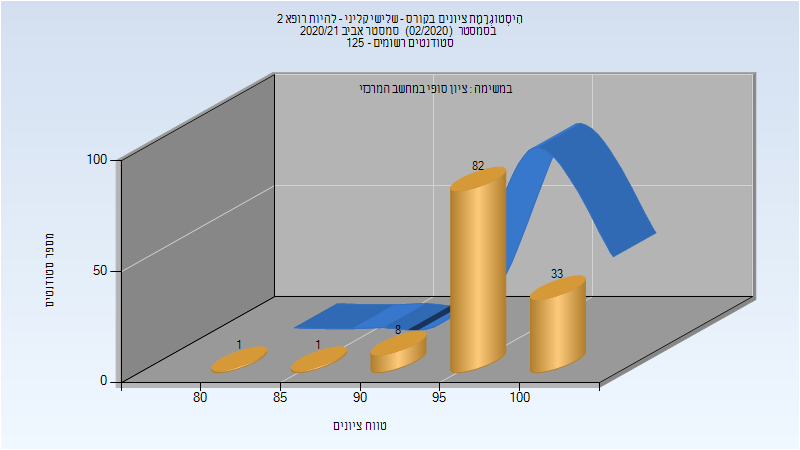 היסטוגרמת ציונים בקורס - שלישי קליני - להיות רופא 2
בסמסטר (02/2020) סמסטר אביב 2020/21
סטודנטים רשומים - 125
במשימה : ציון סופי במחשב המרכזי
מספר סטודנטים
100
50
0
1
1
8
82
33
80
85
90
95
100
טווח ציונים